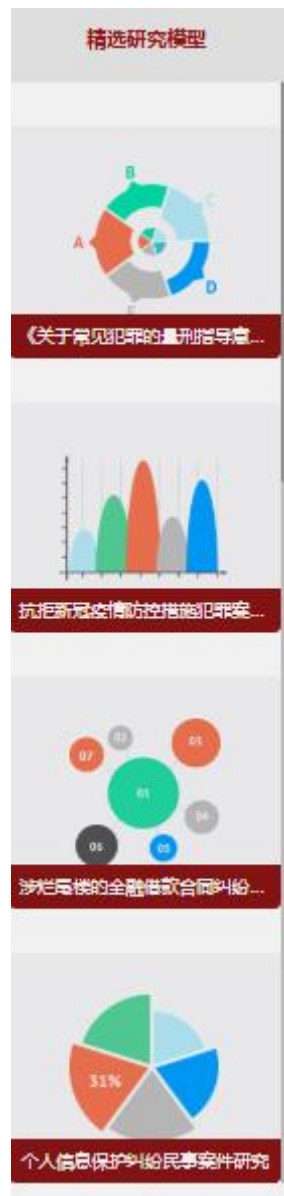 精选研究模型
B
C
A
D
E
《关于常见犯罪的量刑指导意...
抗拒新冠疫情防控措施犯罪案...
02
03
07
01
04
06
05
涉烂尾楼的金融借款合同纠纷...
31%
个人信息保护纠纷民事案件研究